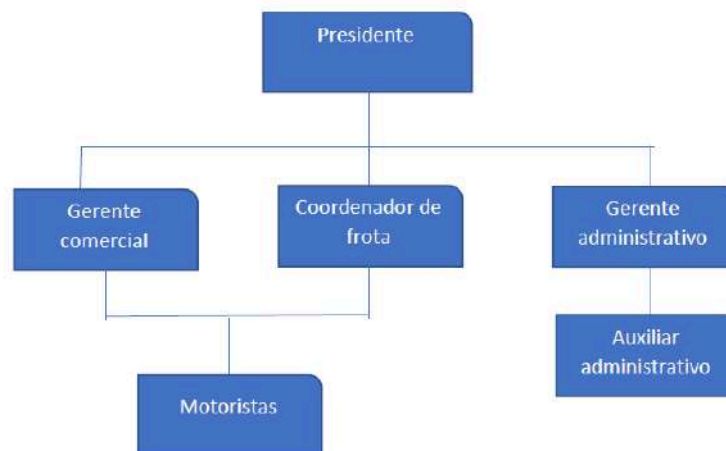 Presidente
Gerente
comercial
Coordenador de
frota
Gerente
administrativo
Auxiliar
administrativo
Motoristas